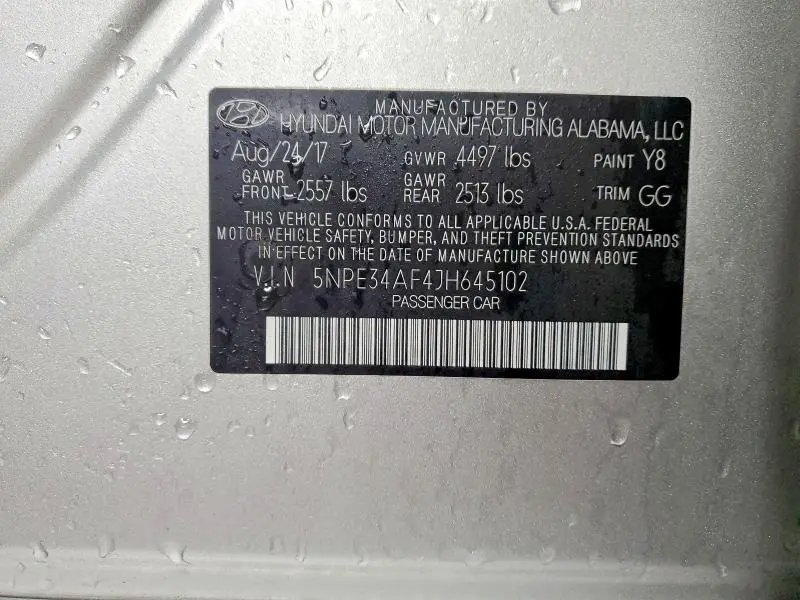 MANUFACTURED BY
HYUNDAI MOTOR MANUFACTURING ALABAMA, LLC
Aug/24/17 GVWR 4497 lbs PAINT Y8
GAWR FRONT 2557 lbs GAWR REAR 2513 lbs TRIM GG
THIS VEHICLE CONFORMS TO ALL APPLICABLE U.S.A. FEDERAL
MOTOR VEHICLE SAFETY, BUMPER, AND THEFT PREVENTION STANDARDS
IN EFFECT ON THE DATE OF MANUFACTURE SHOWN ABOVE
V.I.N 5NPE34AF4JH645102
PASSENGER CAR